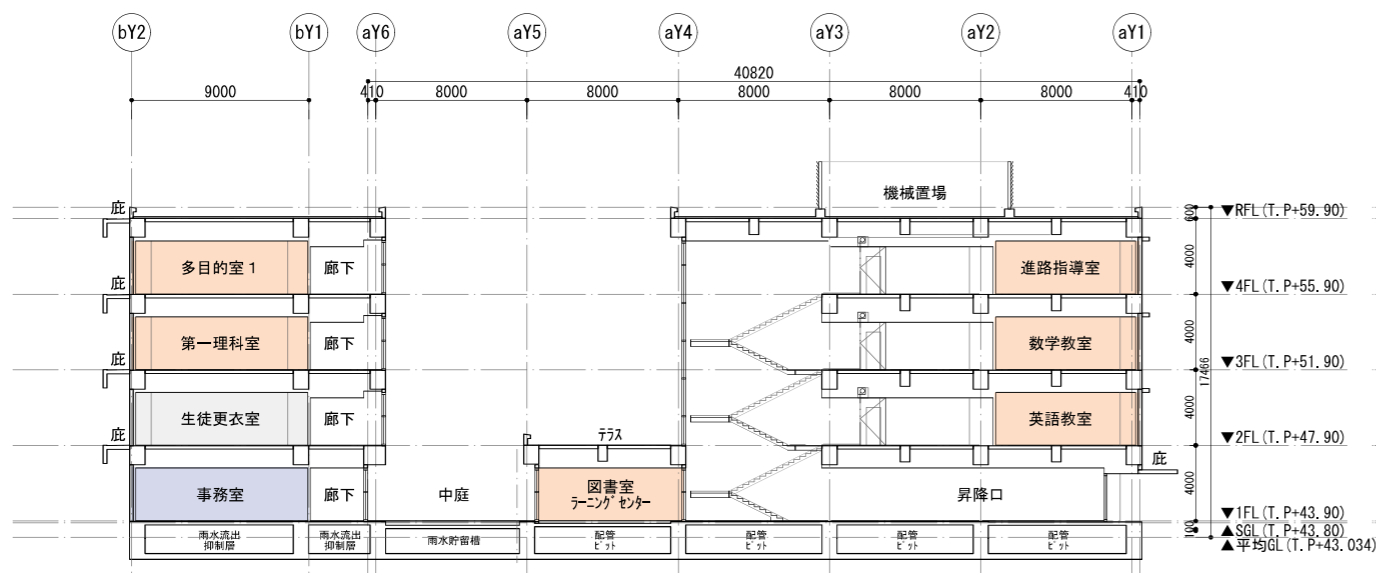 bY2 bY1 aY6 aY5 aY4 aY3 aY2 aY1
40820
9000 410 8000 8000 8000 8000 8000 410
機械置場
庇
600
▼RFL(T.P+59.90)
多目的室1 廊下 進路指導室
4000
庇
▼4FL(T.P+55.90)
第一理科室 廊下 数学教室
4000
17466
庇
▼3FL(T.P+51.90)
生徒更衣室 廊下 英語教室
4000
庇 テラス
▼2FL(T.P+47.90)
庇
事務室 廊下 中庭 図書室 昇降口
ラーニングセンター
4000
▼1FL(T.P+43.90)
100
▲SGL(T.P+43.80)
▲平均GL(T.P+43.034)
雨水流出 雨水流出 雨水貯留槽 配管 配管 配管 配管
抑制層 抑制層 ピット ピット ピット ピット